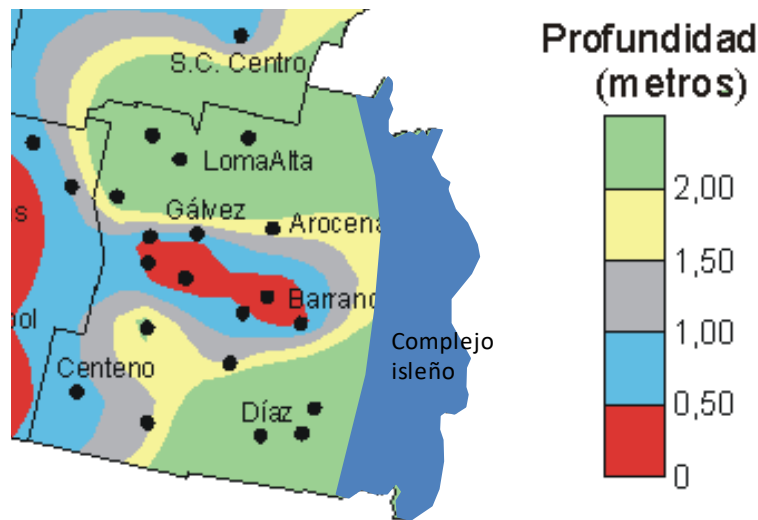 S.C. Centro
LomaAlta
Gálvez
Arocena
s
Barranc
ool
Complejo
isleño
Centeno
Díaz
Profundidad
(metros)
2,00
1,50
1,00
0,50
0